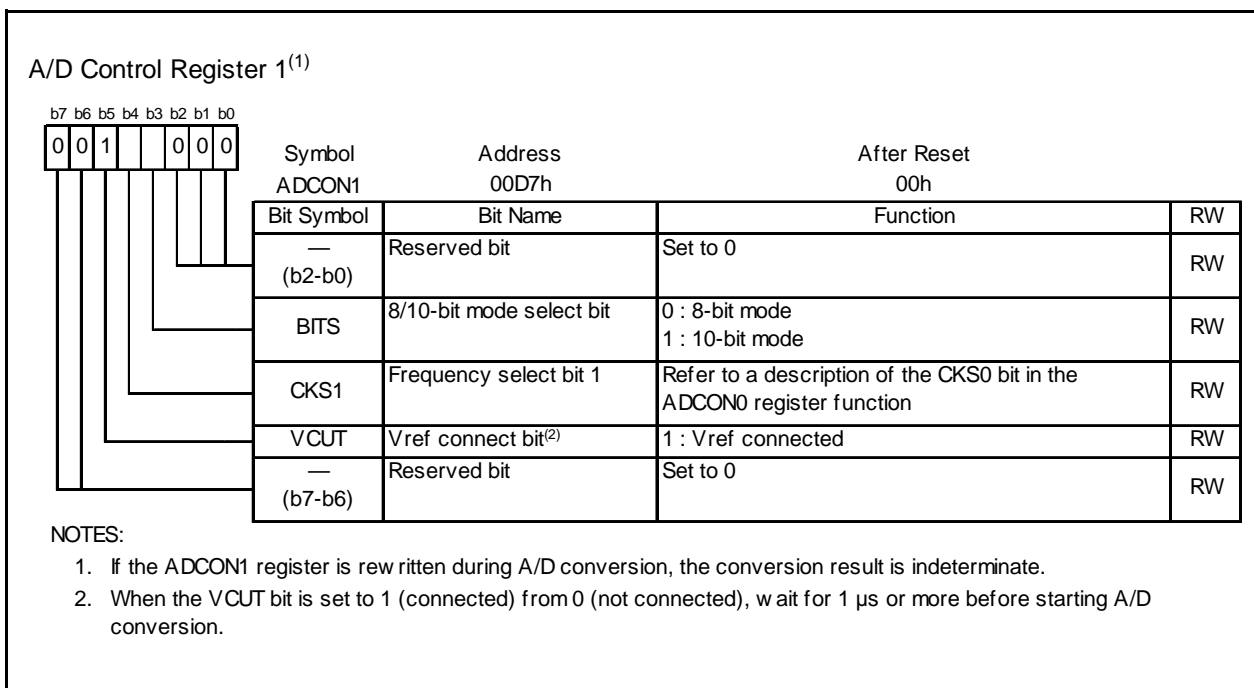 A/D Control Register 1(1)
b7 b6 b5 b4 b3 b2 b1 b0
0 0 1 0 0 0
Symbol Address After Reset
ADCON1 00D7h 00h
Bit Symbol Bit Name Function RW
— (b2-b0) Reserved bit Set to 0 RW
BITS 8/10-bit mode select bit 0 : 8-bit mode
1 : 10-bit mode RW
CKS1 Frequency select bit 1 Refer to a description of the CKS0 bit in the
ADCON0 register function RW
VCUT Vref connect bit(2) 1 : Vref connected RW
— (b7-b6) Reserved bit Set to 0 RW
NOTES:
1. If the ADCON1 register is rewritten during A/D conversion, the conversion result is indeterminate.
2. When the VCUT bit is set to 1 (connected) from 0 (not connected), wait for 1 µs or more before starting A/D
conversion.